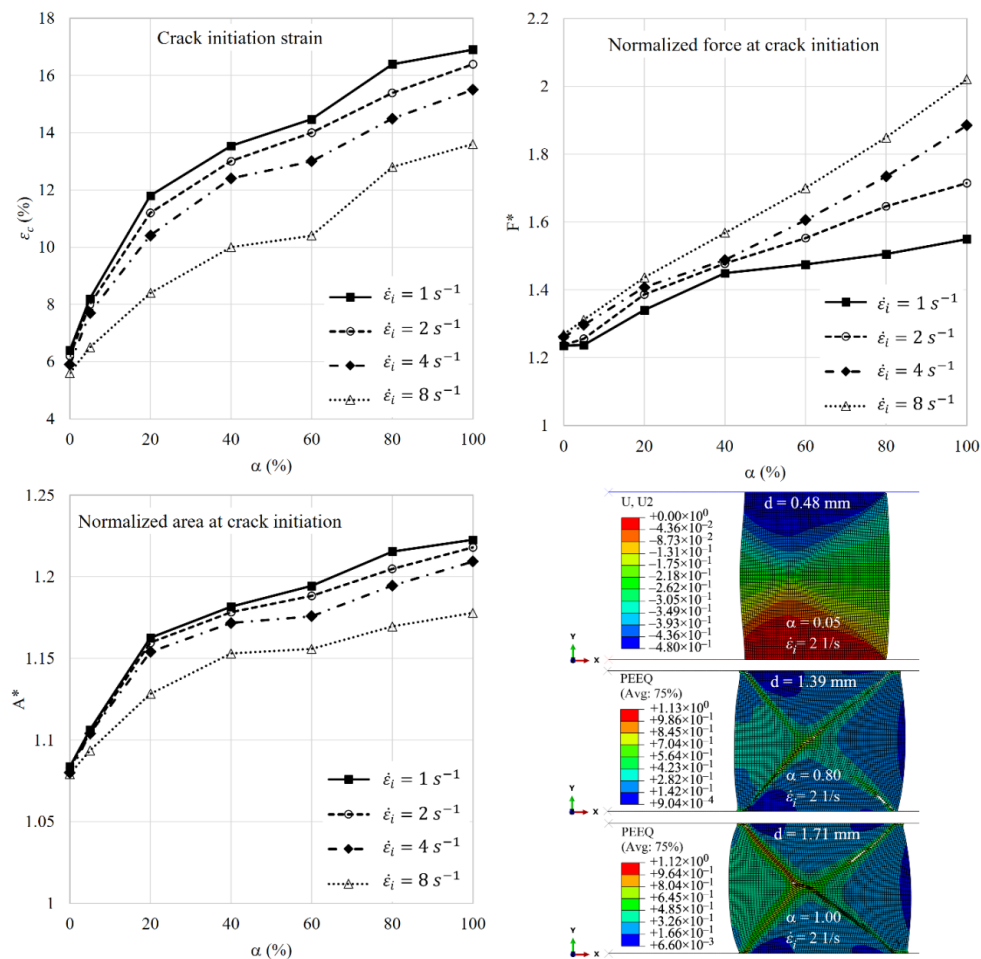 Crack initiation strain
18
16
14
12
10
8
6
4
εc (%)
0
20
40
60
80
100
α (%)
ε̇i = 1 s⁻¹
ε̇i = 2 s⁻¹
ε̇i = 4 s⁻¹
ε̇i = 8 s⁻¹
Normalized force at crack initiation
2.2
2
1.8
1.6
1.4
1.2
1
F*
0
20
40
60
80
100
α (%)
ε̇i = 1 s⁻¹
ε̇i = 2 s⁻¹
ε̇i = 4 s⁻¹
ε̇i = 8 s⁻¹
Normalized area at crack initiation
1.25
1.2
1.15
1.1
1.05
1
A*
0
20
40
60
80
100
α (%)
ε̇i = 1 s⁻¹
ε̇i = 2 s⁻¹
ε̇i = 4 s⁻¹
ε̇i = 8 s⁻¹
U, U2
+0.00×10⁰
−4.36×10⁻²
−8.73×10⁻²
−1.31×10⁻¹
−1.75×10⁻¹
−2.18×10⁻¹
−2.62×10⁻¹
−3.05×10⁻¹
−3.49×10⁻¹
−3.93×10⁻¹
−4.36×10⁻¹
−4.80×10⁻¹
Y
X
d = 0.48 mm
α = 0.05
ε̇i = 2 1/s
PEEQ
(Avg: 75%)
+1.13×10⁰
+9.86×10⁻¹
+8.45×10⁻¹
+7.04×10⁻¹
+5.64×10⁻¹
+4.23×10⁻¹
+2.82×10⁻¹
+1.42×10⁻¹
+9.04×10⁻⁴
Y
X
d = 1.39 mm
α = 0.80
ε̇i = 2 1/s
PEEQ
(Avg: 75%)
+1.12×10⁰
+9.64×10⁻¹
+8.04×10⁻¹
+6.45×10⁻¹
+4.85×10⁻¹
+3.26×10⁻¹
+1.66×10⁻¹
+6.60×10⁻³
Y
X
d = 1.71 mm
α = 1.00
ε̇i = 2 1/s